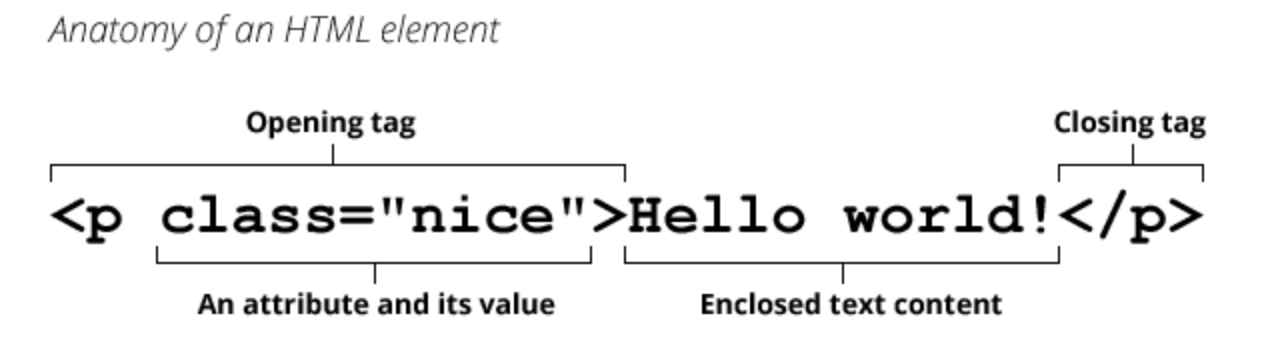 Anatomy of an HTML element
Opening tag Closing tag
<p class="nice">Hello world!</p>
An attribute and its value Enclosed text content